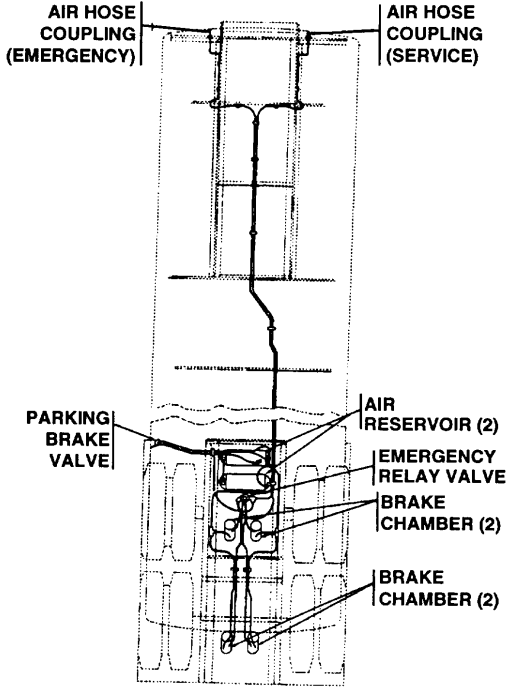 AIR HOSE
COUPLING
(EMERGENCY)
AIR HOSE
COUPLING
(SERVICE)
PARKING
BRAKE
VALVE
AIR
RESERVOIR (2)
EMERGENCY
RELAY VALVE
BRAKE
CHAMBER (2)
BRAKE
CHAMBER (2)